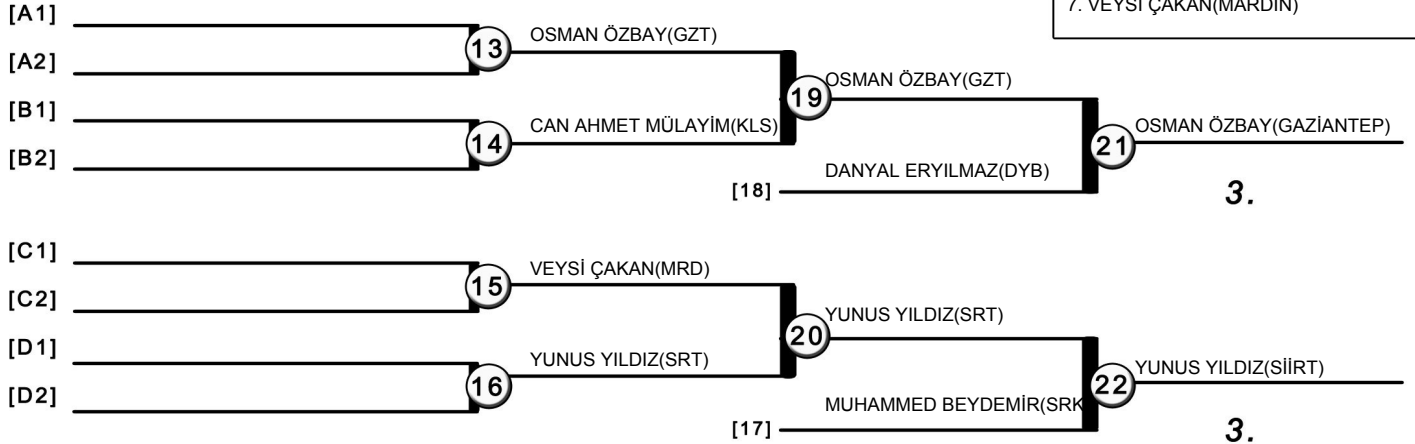 7. VEYSİ ÇAKAN(MARDİN)
[A1]
13
OSMAN ÖZBAY(GZT)
[A2]
19
OSMAN ÖZBAY(GZT)
[B1]
14
CAN AHMET MÜLAYİM(KLS)
[B2]
21
OSMAN ÖZBAY(GAZİANTEP)
DANYAL ERYILMAZ(DYB)
[18]
3.
[C1]
15
VEYSİ ÇAKAN(MRD)
[C2]
20
YUNUS YILDIZ(SRT)
[D1]
16
YUNUS YILDIZ(SRT)
[D2]
22
YUNUS YILDIZ(SİİRT)
MUHAMMED BEYDEMİR(SRK
[17]
3.